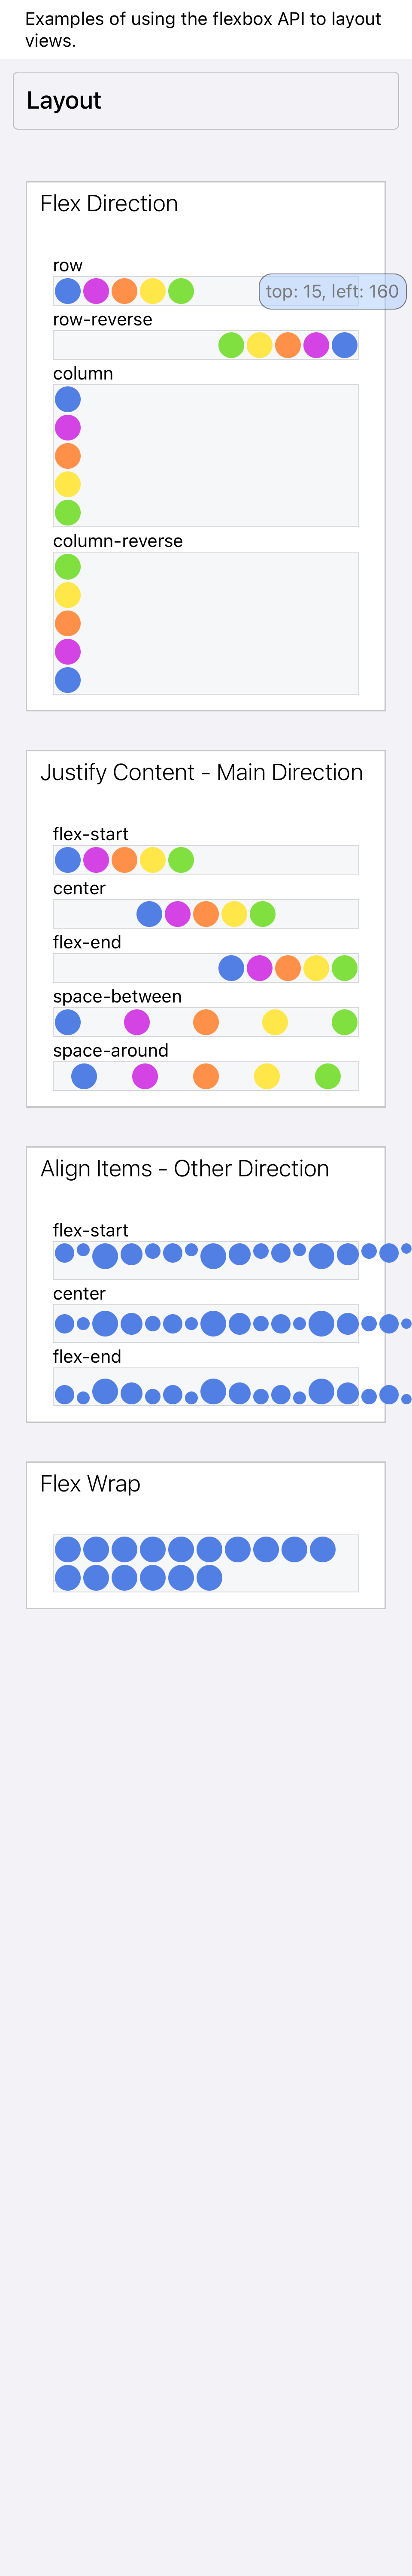 Examples of using the flexbox API to layout
views.
Layout
Flex Direction
row
top: 15, left: 160
row-reverse
column
column-reverse
Justify Content - Main Direction
flex-start
center
flex-end
space-between
space-around
Align Items - Other Direction
flex-start
center
flex-end
Flex Wrap